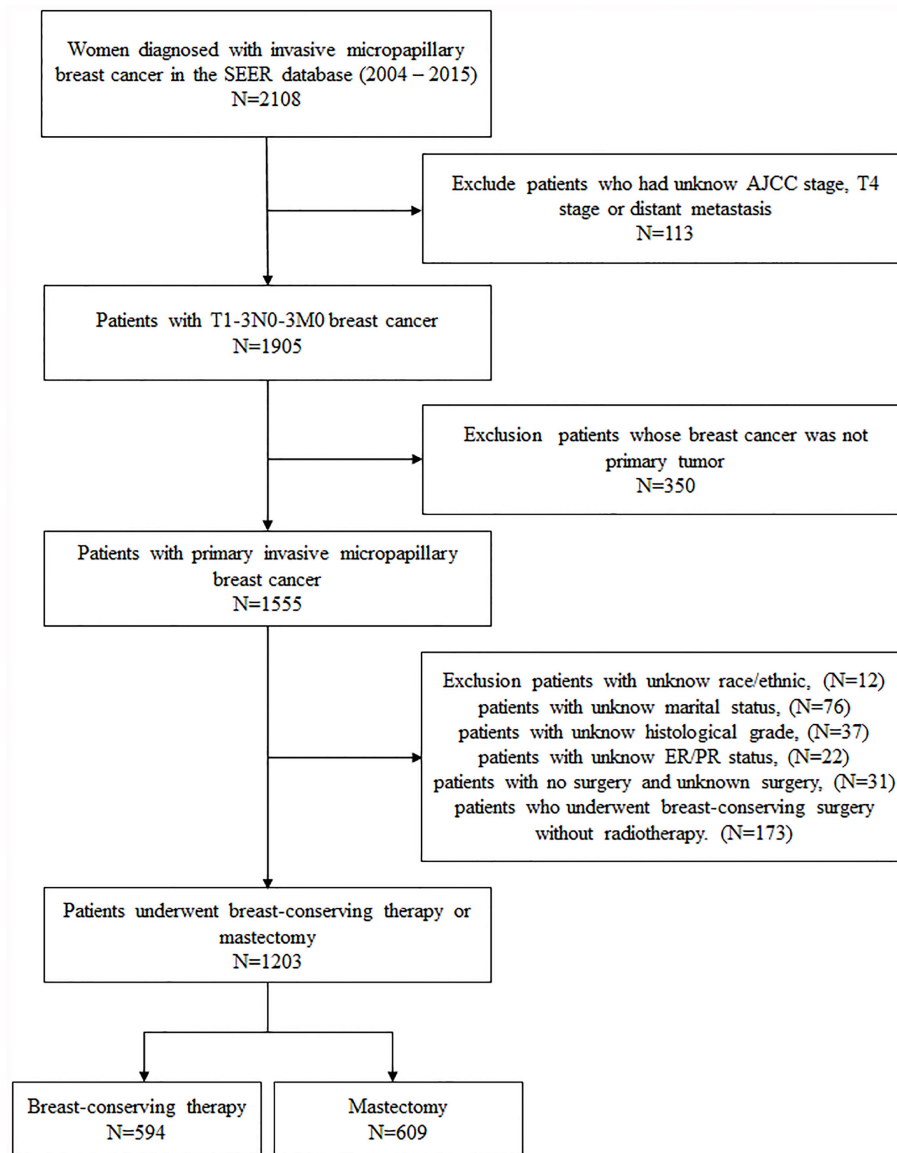 Women diagnosed with invasive micropapillary
breast cancer in the SEER database (2004 – 2015)
N=2108
Exclude patients who had unknow AJCC stage, T4
stage or distant metastasis
N=113
Patients with T1-3N0-3M0 breast cancer
N=1905
Exclusion patients whose breast cancer was not
primary tumor
N=350
Patients with primary invasive micropapillary
breast cancer
N=1555
Exclusion patients with unknow race/ethnic, (N=12)
patients with unknow marital status, (N=76)
patients with unknow histological grade, (N=37)
patients with unknow ER/PR status, (N=22)
patients with no surgery and unknown surgery, (N=31)
patients who underwent breast-conserving surgery
without radiotherapy. (N=173)
Patients underwent breast-conserving therapy or
mastectomy
N=1203
Breast-conserving therapy
N=594
Mastectomy
N=609